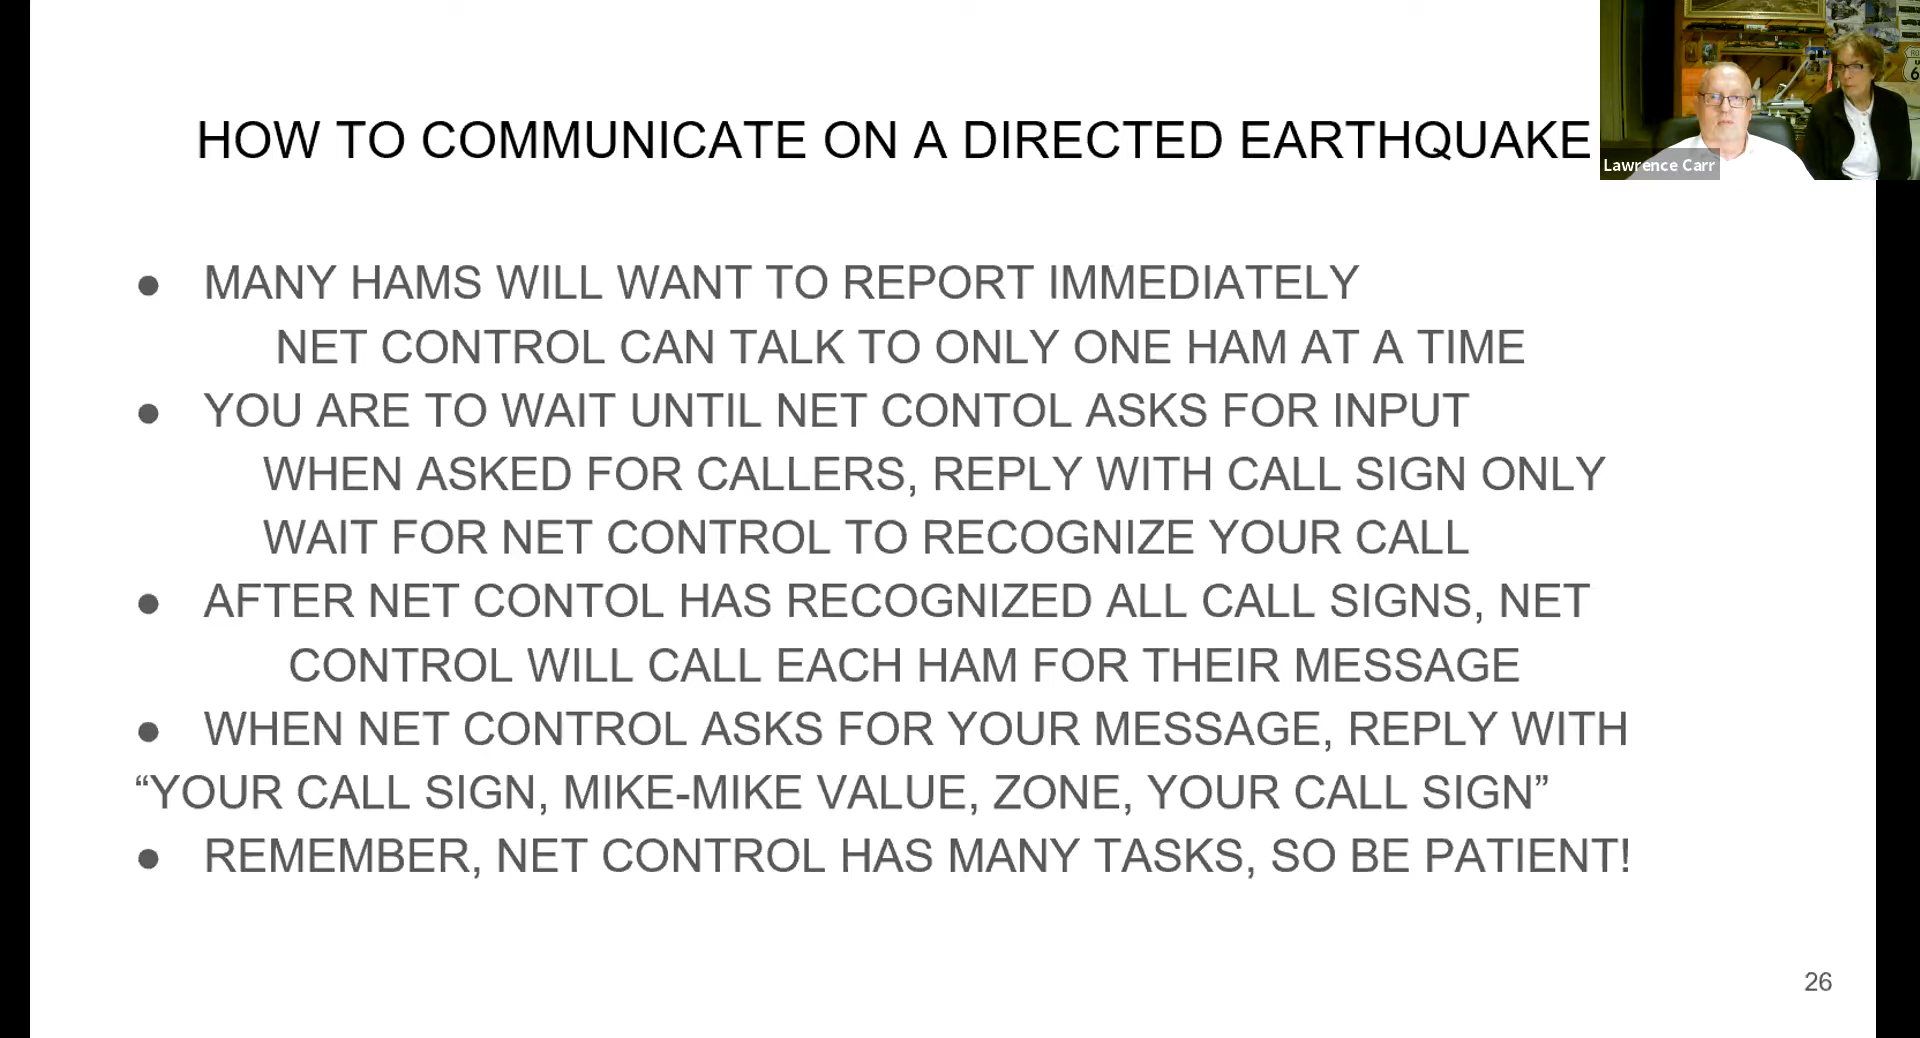 HOW TO COMMUNICATE ON A DIRECTED EARTHQUAKE
Lawrence Carr
● MANY HAMS WILL WANT TO REPORT IMMEDIATELY
NET CONTROL CAN TALK TO ONLY ONE HAM AT A TIME
● YOU ARE TO WAIT UNTIL NET CONTOL ASKS FOR INPUT
WHEN ASKED FOR CALLERS, REPLY WITH CALL SIGN ONLY
WAIT FOR NET CONTROL TO RECOGNIZE YOUR CALL
● AFTER NET CONTOL HAS RECOGNIZED ALL CALL SIGNS, NET
CONTROL WILL CALL EACH HAM FOR THEIR MESSAGE
● WHEN NET CONTROL ASKS FOR YOUR MESSAGE, REPLY WITH
“YOUR CALL SIGN, MIKE-MIKE VALUE, ZONE, YOUR CALL SIGN”
● REMEMBER, NET CONTROL HAS MANY TASKS, SO BE PATIENT!
26